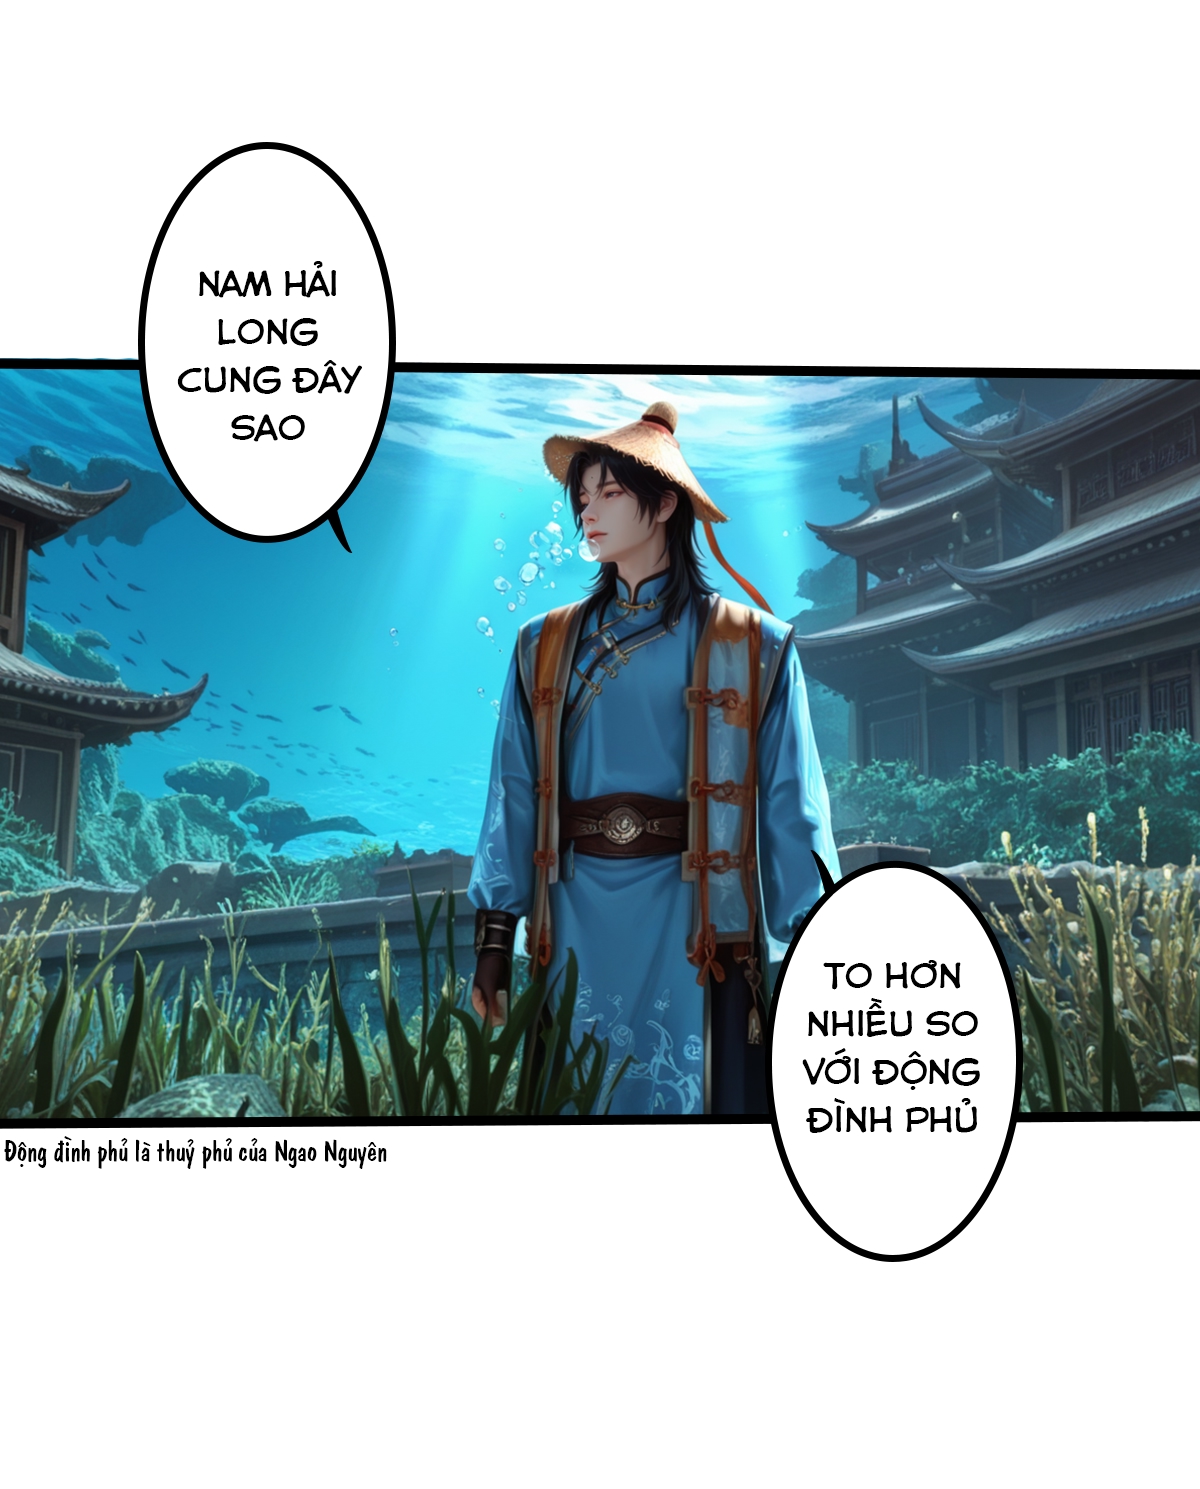 NAM HẢI
LONG
CUNG ĐÂY
SAO
TO HƠN
NHIỀU SO
VỚI ĐỘNG
ĐÌNH PHỦ
Động đình phủ là thuỷ phủ của Ngao Nguyên